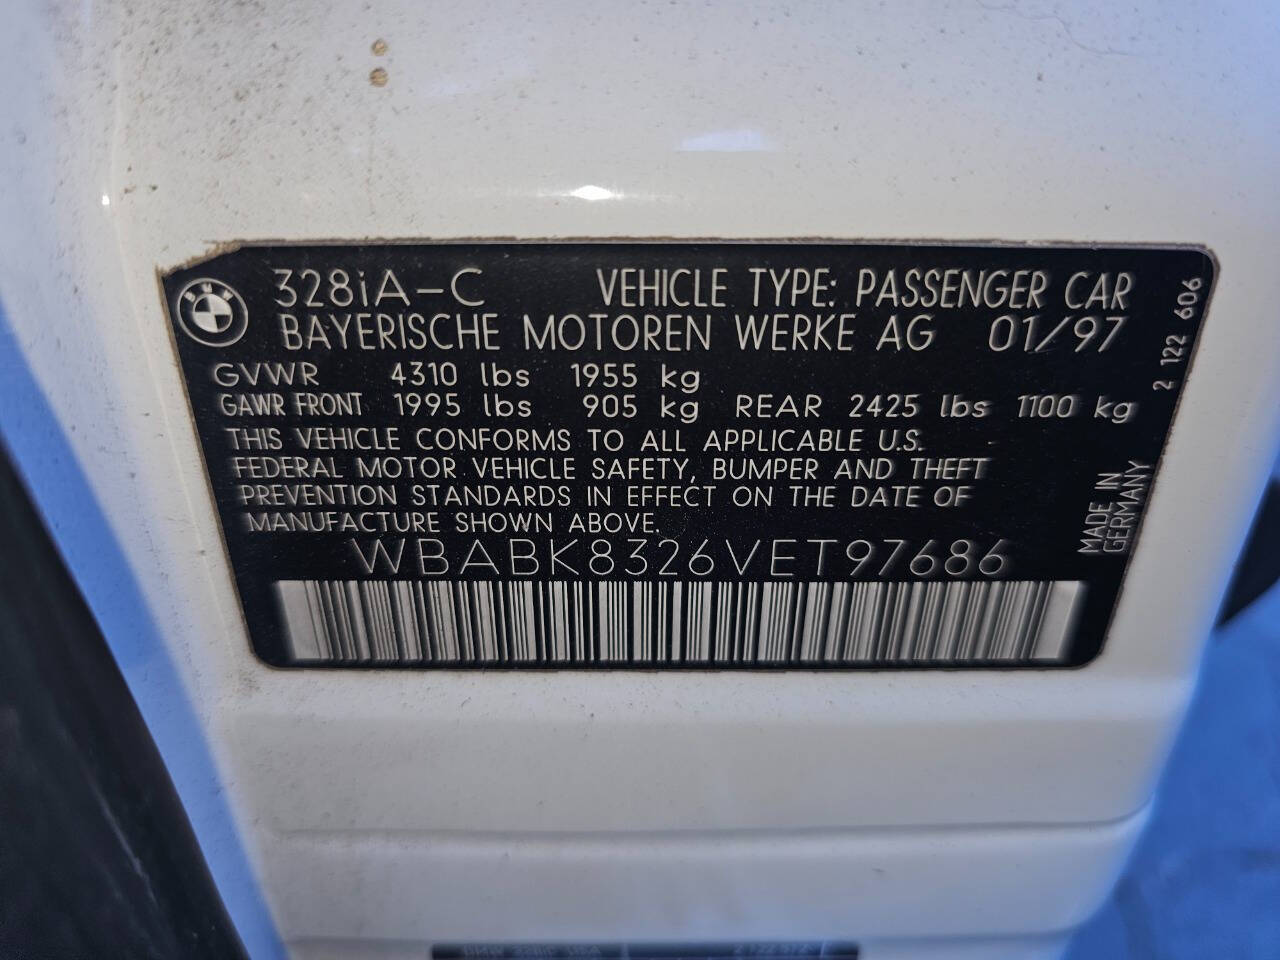 BMW
328iA-C VEHICLE TYPE: PASSENGER CAR
BAYERISCHE MOTOREN WERKE AG 01/97
GVWR 4310 lbs 1955 kg
GAWR FRONT 1995 lbs 905 kg REAR 2425 lbs 1100 kg
THIS VEHICLE CONFORMS TO ALL APPLICABLE U.S.
FEDERAL MOTOR VEHICLE SAFETY, BUMPER AND THEFT
PREVENTION STANDARDS IN EFFECT ON THE DATE OF
MANUFACTURE SHOWN ABOVE.
WBABK8326VET97686
MADE IN
GERMANY
2 122 606